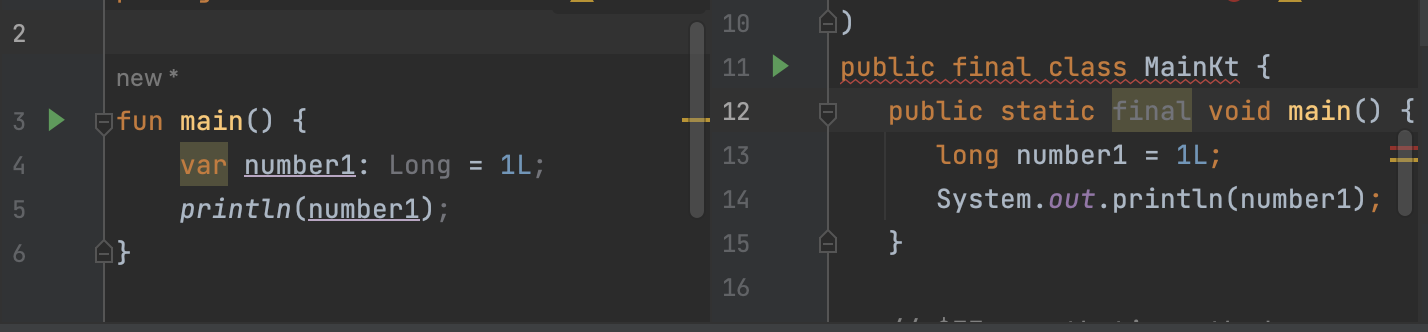 2
new *
3 fun main() {
4 var number1: Long = 1L;
5 println(number1);
6 }
10 )
11 public final class MainKt {
12 public static final void main() {
13 long number1 = 1L;
14 System.out.println(number1);
15 }
16